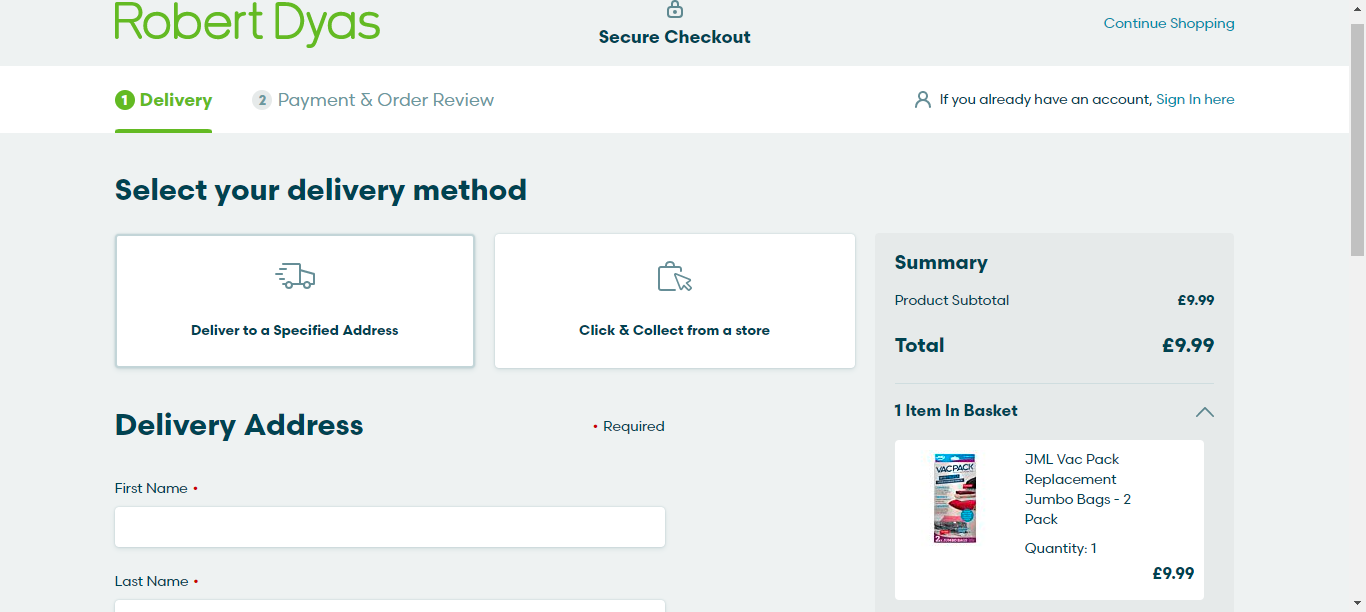 Robert Dyas
Secure Checkout
Continue Shopping
1 Delivery
2 Payment & Order Review
If you already have an account, Sign In here
Select your delivery method
Deliver to a Specified Address
Click & Collect from a store
Delivery Address
• Required
First Name •
Last Name •
Summary
Product Subtotal £9.99
Total £9.99
1 Item In Basket
VACPACK
JML Vac Pack
Replacement
Jumbo Bags - 2
Pack
Quantity: 1
£9.99